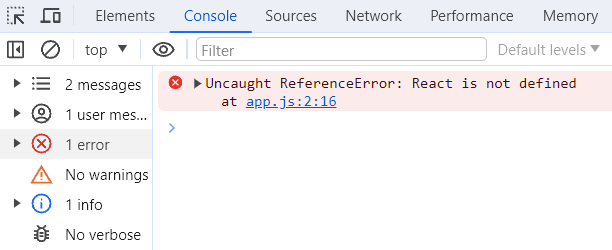 Elements Console Sources Network Performance Memory
top Filter Default levels
2 messages
1 user mes...
1 error
No warnings
1 info
No verbose
Uncaught ReferenceError: React is not defined
at app.js:2:16